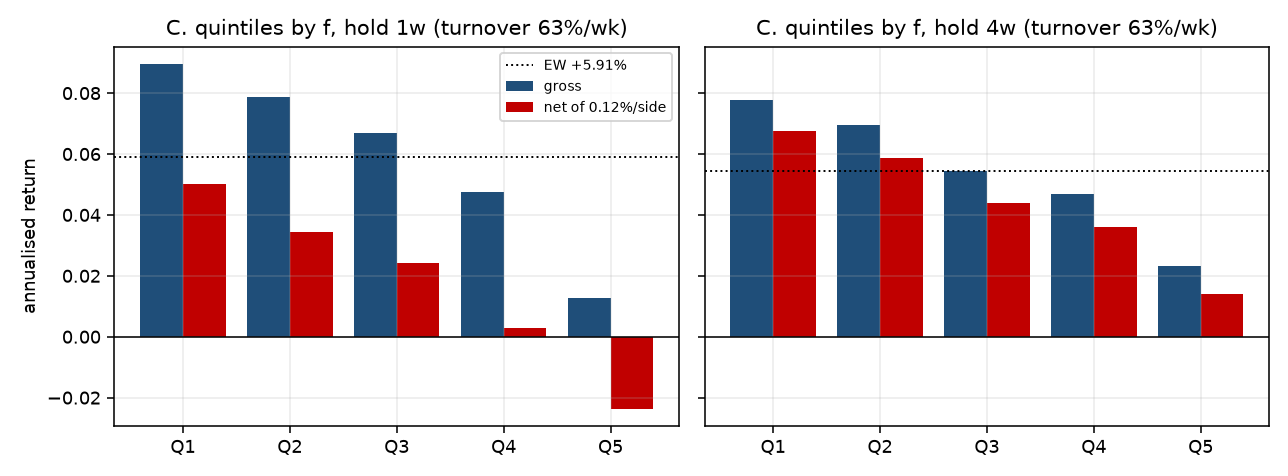 C. quintiles by f, hold 1w (turnover 63%/wk)
C. quintiles by f, hold 4w (turnover 63%/wk)
EW +5.91%
gross
net of 0.12%/side
annualised return
0.08
0.06
0.04
0.02
0.00
−0.02
Q1 Q2 Q3 Q4 Q5
Q1 Q2 Q3 Q4 Q5